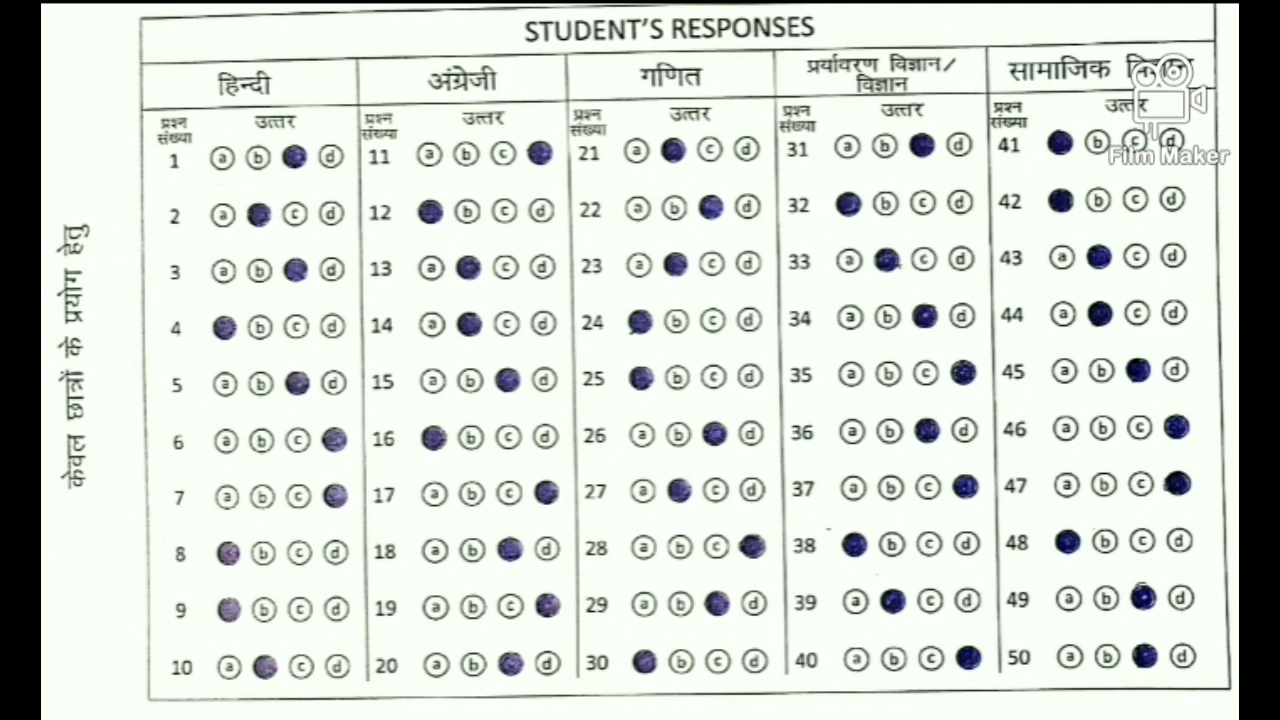 STUDENT'S RESPONSES
हिन्दी अंग्रेजी गणित पर्यावरण विज्ञान/ विज्ञान सामाजिक
प्रश्न संख्या उत्तर प्रश्न संख्या उत्तर प्रश्न संख्या उत्तर प्रश्न संख्या उत्तर प्रश्न संख्या उत्तर
1 a b d 11 a b c 21 a c d 31 a b d 41 b c d
Film Maker
2 a c d 12 b c d 22 a b d 32 b c d 42 b c d
3 a b d 13 a c d 23 a c d 33 a c d 43 a c d
4 b c d 14 a c d 24 b c d 34 a b d 44 a c d
5 a b d 15 a b d 25 b c d 35 a b c 45 a b d
6 a b c 16 b c d 26 a b d 36 a b d 46 a b c
7 a b c 17 a b c 27 a c d 37 a b c 47 a b c
8 b c d 18 a b d 28 a b c 38 b c d 48 b c d
9 b c d 19 a b c 29 a b d 39 a c d 49 a b d
10 a c d 20 a b d 30 b c d 40 a b c 50 a b d
केवल छात्रों के प्रयोग हेतु